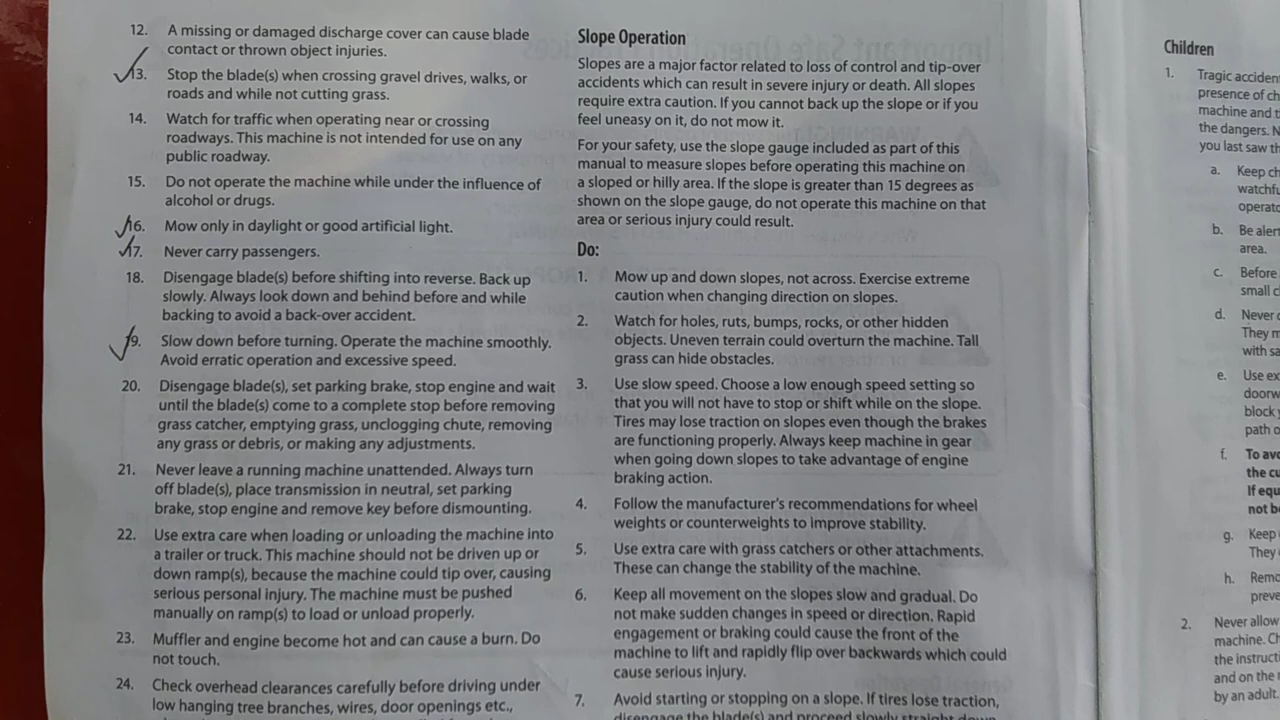 12. A missing or damaged discharge cover can cause blade
contact or thrown object injuries.
13. Stop the blade(s) when crossing gravel drives, walks, or
roads and while not cutting grass.
14. Watch for traffic when operating near or crossing
roadways. This machine is not intended for use on any
public roadway.
15. Do not operate the machine while under the influence of
alcohol or drugs.
16. Mow only in daylight or good artificial light.
17. Never carry passengers.
18. Disengage blade(s) before shifting into reverse. Back up
slowly. Always look down and behind before and while
backing to avoid a back-over accident.
19. Slow down before turning. Operate the machine smoothly.
Avoid erratic operation and excessive speed.
20. Disengage blade(s), set parking brake, stop engine and wait
until the blade(s) come to a complete stop before removing
grass catcher, emptying grass, unclogging chute, removing
any grass or debris, or making any adjustments.
21. Never leave a running machine unattended. Always turn
off blade(s), place transmission in neutral, set parking
brake, stop engine and remove key before dismounting.
22. Use extra care when loading or unloading the machine into
a trailer or truck. This machine should not be driven up or
down ramp(s), because the machine could tip over, causing
serious personal injury. The machine must be pushed
manually on ramp(s) to load or unload properly.
23. Muffler and engine become hot and can cause a burn. Do
not touch.
24. Check overhead clearances carefully before driving under
low hanging tree branches, wires, door openings etc.,
Slope Operation
Slopes are a major factor related to loss of control and tip-over
accidents which can result in severe injury or death. All slopes
require extra caution. If you cannot back up the slope or if you
feel uneasy on it, do not mow it.
For your safety, use the slope gauge included as part of this
manual to measure slopes before operating this machine on
a sloped or hilly area. If the slope is greater than 15 degrees as
shown on the slope gauge, do not operate this machine on that
area or serious injury could result.
Do:
1. Mow up and down slopes, not across. Exercise extreme
caution when changing direction on slopes.
2. Watch for holes, ruts, bumps, rocks, or other hidden
objects. Uneven terrain could overturn the machine. Tall
grass can hide obstacles.
3. Use slow speed. Choose a low enough speed setting so
that you will not have to stop or shift while on the slope.
Tires may lose traction on slopes even though the brakes
are functioning properly. Always keep machine in gear
when going down slopes to take advantage of engine
braking action.
4. Follow the manufacturer's recommendations for wheel
weights or counterweights to improve stability.
5. Use extra care with grass catchers or other attachments.
These can change the stability of the machine.
6. Keep all movement on the slopes slow and gradual. Do
not make sudden changes in speed or direction. Rapid
engagement or braking could cause the front of the
machine to lift and rapidly flip over backwards which could
cause serious injury.
7. Avoid starting or stopping on a slope. If tires lose traction,
disengage the blade(s) and proceed slowly straight down
Children
1. Tragic
presence of
machine and
the dangers.
you last saw
a. Keep
b. Be
area.
c. Before
small
d. Never
They
with
e. Use
path
f. To
the
If
not
g. Keep
They
h.
2. Never allow
machine.
the
and on the
by an adult.